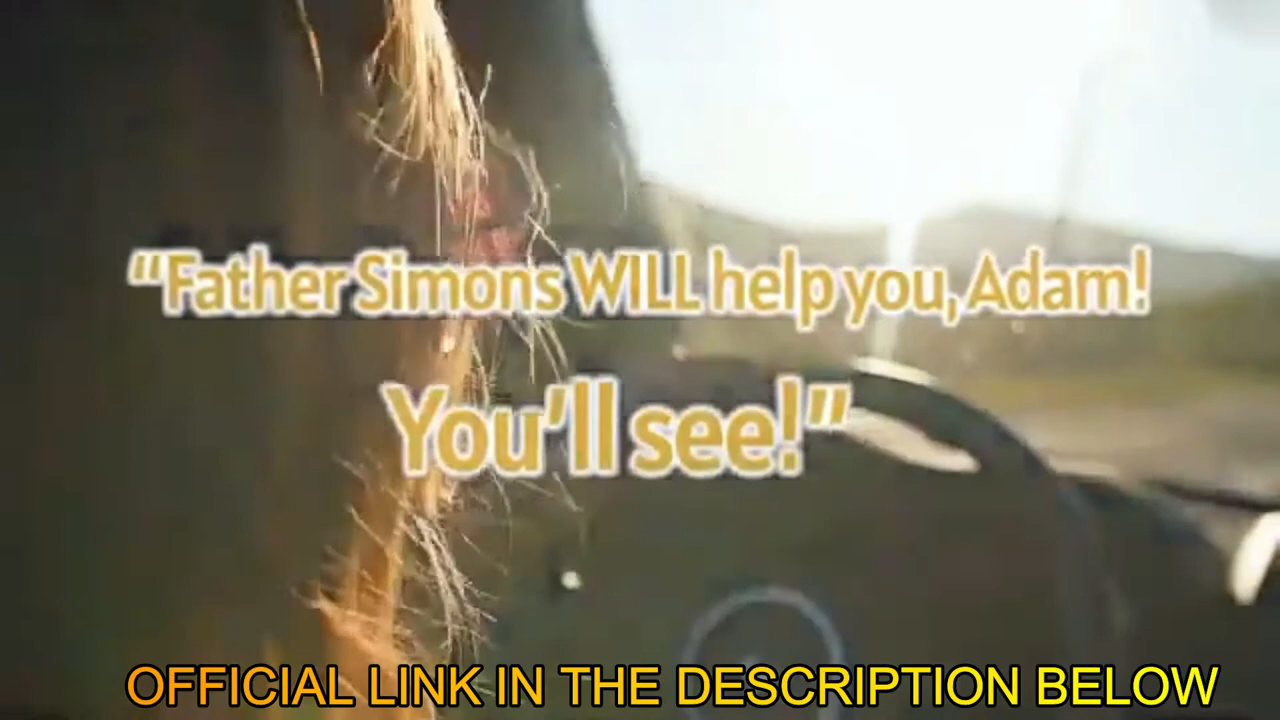 “Father Simons WILL help you, Adam!
You’ll see!”
OFFICIAL LINK IN THE DESCRIPTION BELOW